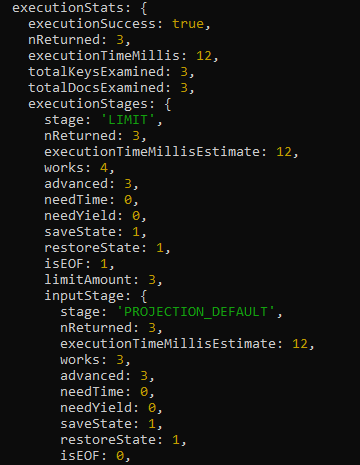 executionStats: {
executionSuccess: true,
nReturned: 3,
executionTimeMillis: 12,
totalKeysExamined: 3,
totalDocsExamined: 3,
executionStages: {
stage: 'LIMIT',
nReturned: 3,
executionTimeMillisEstimate: 12,
works: 4,
advanced: 3,
needTime: 0,
needYield: 0,
saveState: 1,
restoreState: 1,
isEOF: 1,
limitAmount: 3,
inputStage: {
stage: 'PROJECTION_DEFAULT',
nReturned: 3,
executionTimeMillisEstimate: 12,
works: 3,
advanced: 3,
needTime: 0,
needYield: 0,
saveState: 1,
restoreState: 1,
isEOF: 0,